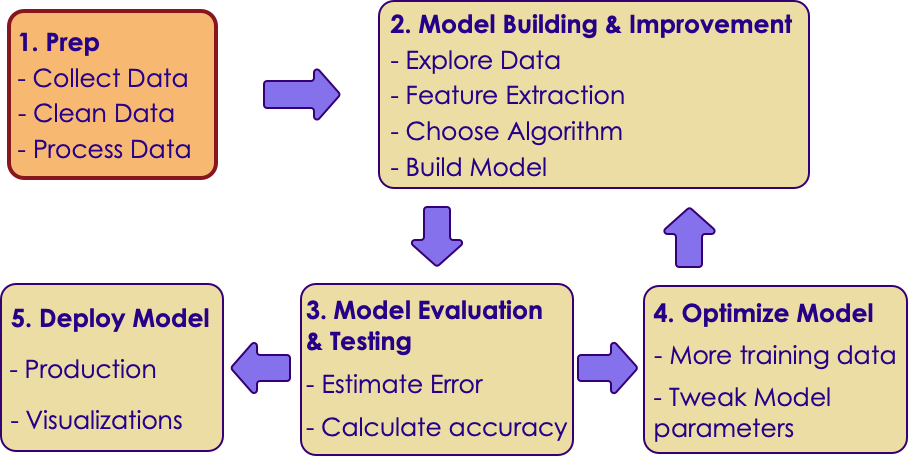 1. Prep
- Collect Data
- Clean Data
- Process Data
2. Model Building & Improvement
- Explore Data
- Feature Extraction
- Choose Algorithm
- Build Model
3. Model Evaluation
& Testing
- Estimate Error
- Calculate accuracy
4. Optimize Model
- More training data
- Tweak Model
parameters
5. Deploy Model
- Production
- Visualizations